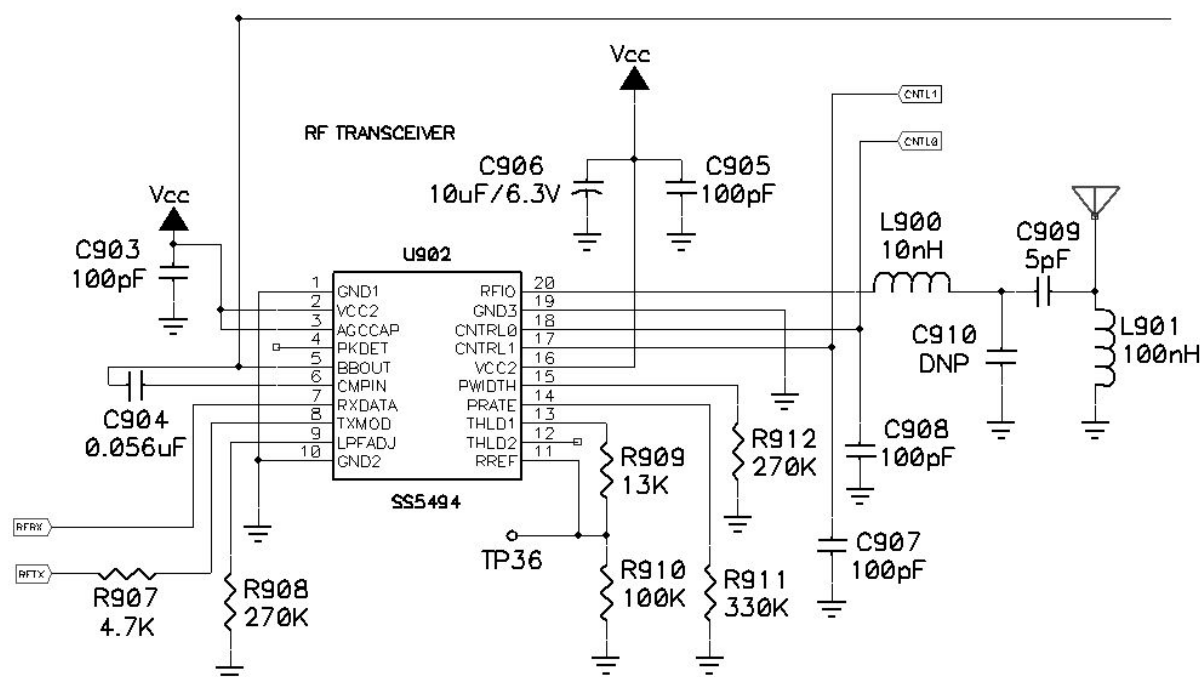 Vcc
CNTL1
RF TRANSCEIVER
CNTL0
C906
10uF/6.3V
C905
100pF
Vcc
C903
100pF
U902
L900
10nH
C909
5pF
1 GND1
2 VCC2
3 AGCCAP
4 PKDET
5 BBOUT
6 CMPIN
7 RXDATA
8 TXMOD
9 LPFADJ
10 GND2
RFIO 20
GND3 19
CNTRL0 18
CNTRL1 17
VCC2 16
PWIDTH 15
PRATE 14
THLD1 13
THLD2 12
RREF 11
SS5494
C910
DNP
L901
100nH
C904
0.056uF
R909
13K
R912
270K
C908
100pF
RFRX
TP36
C907
100pF
RFTX
R907
4.7K
R908
270K
R910
100K
R911
330K